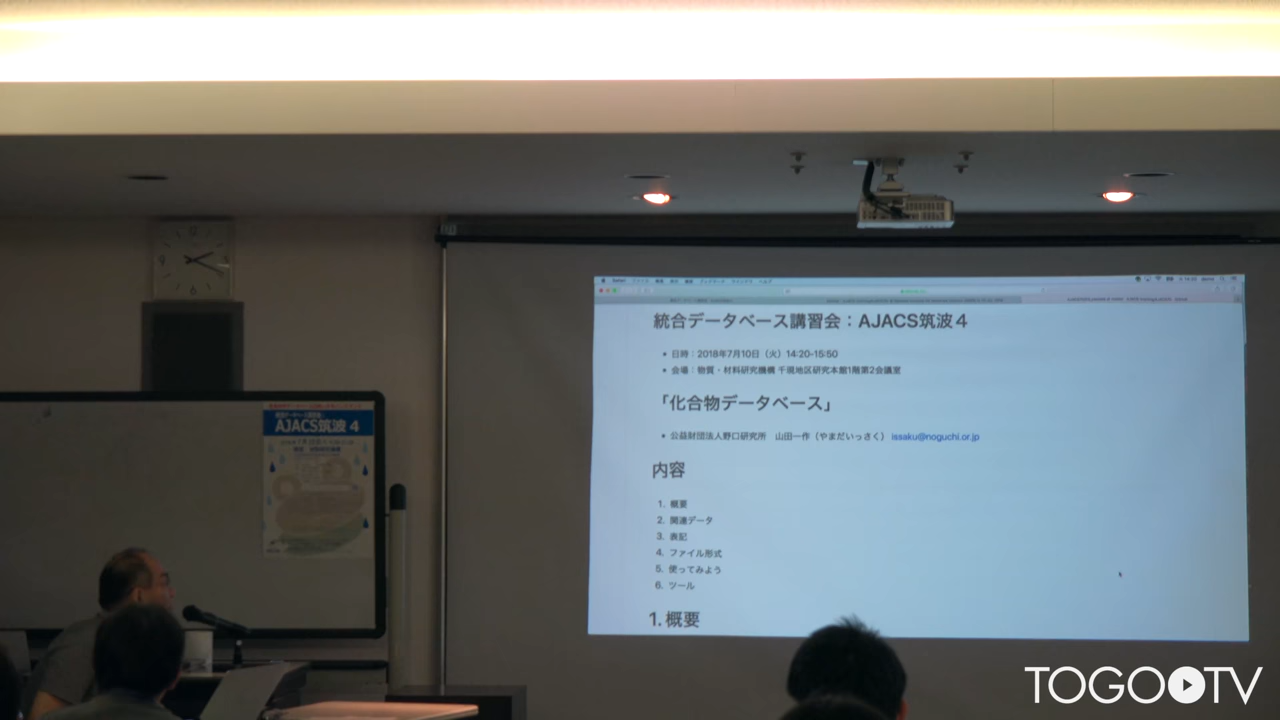 統合データベース講習会：AJACS筑波４
• 日時：2018年7月10日（火）14:20-15:50
• 会場：物質・材料研究機構 千現地区研究本館1階第2会議室
「化合物データベース」
• 公益財団法人野口研究所 山田一作（やまだいっさく） issaku@noguchi.or.jp
内容
1. 概要
2. 関連データ
3. 表記
4. ファイル形式
5. 使ってみよう
6. ツール
1. 概要
AJACS筑波４
TOGOTV